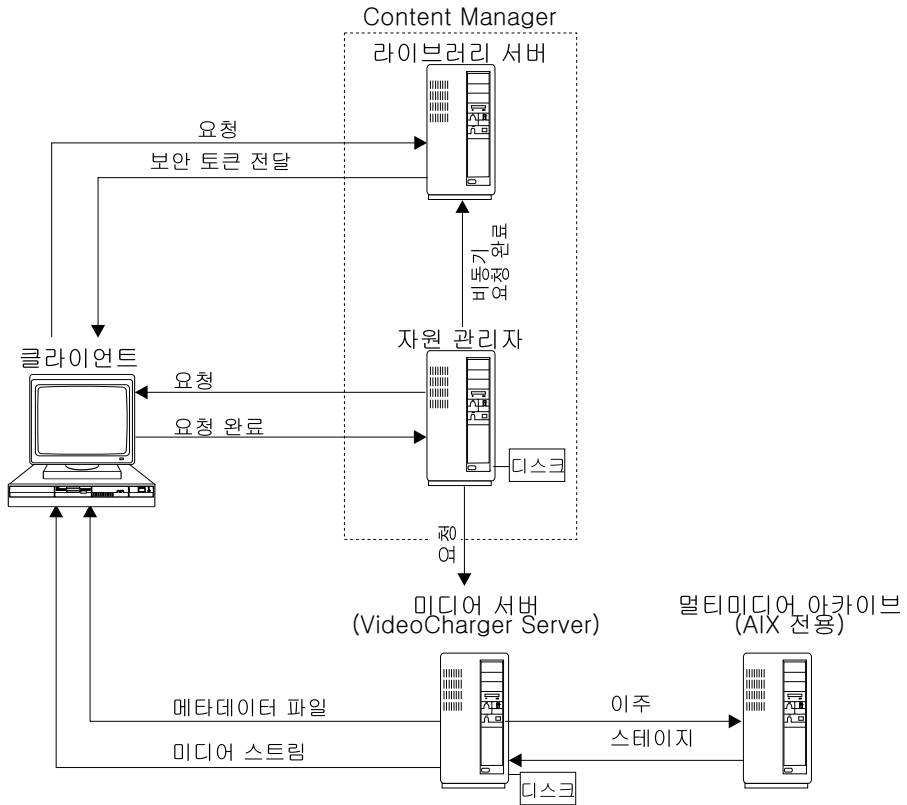 Content Manager
라이브러리 서버
요청
보안 토큰 전달
비동기
요청 완료
자원 관리자
클라이언트
요청
요청 완료
디스크
요청
미디어 서버
(VideoCharger Server)
멀티미디어 아카이브
(AIX 전용)
메타데이터 파일
이주
미디어 스트림
스테이지
디스크